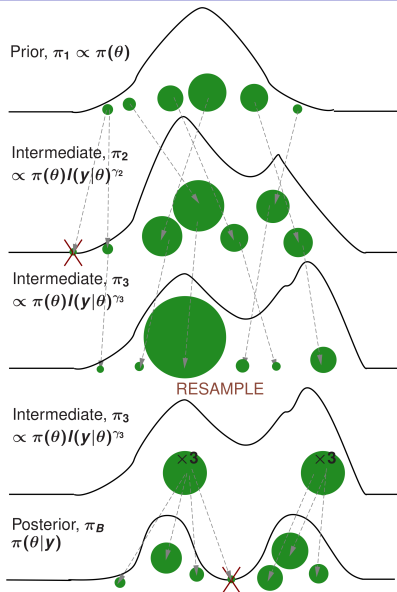 Prior, π₁ ∝ π(θ)
Intermediate, π₂
∝ π(θ)l(y|θ)^γ₂
Intermediate, π₃
∝ π(θ)l(y|θ)^γ₃
RESAMPLE
Intermediate, π₃
∝ π(θ)l(y|θ)^γ₃
×3 ×3
Posterior, π_B
π(θ|y)